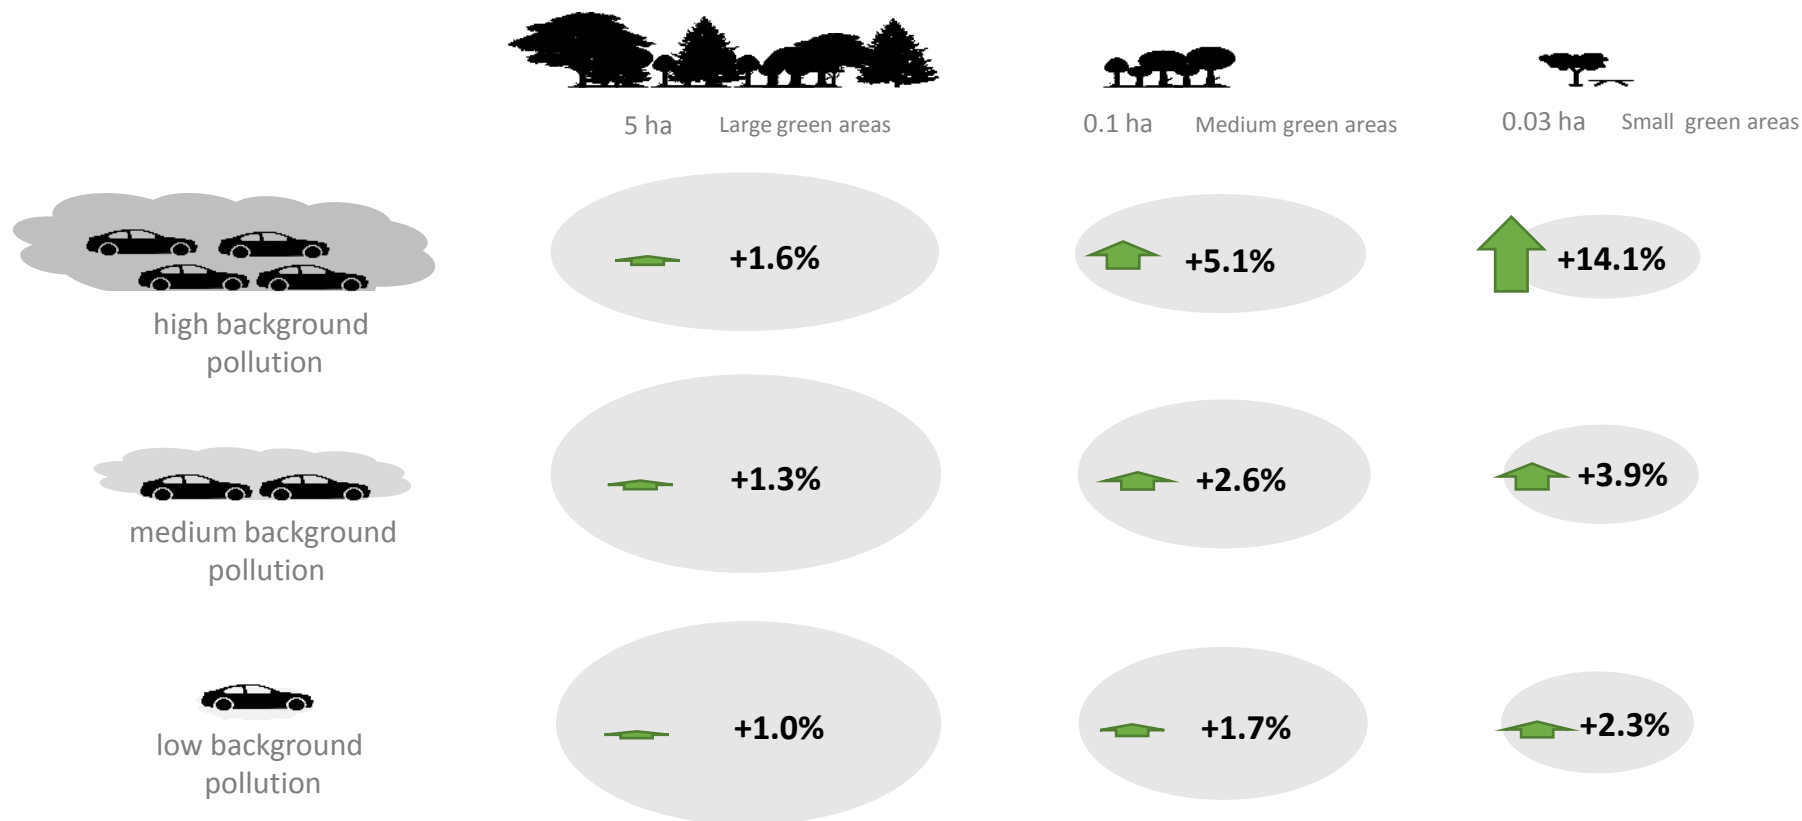 5 ha Large green areas
0.1 ha Medium green areas
0.03 ha Small green areas
+1.6%
+5.1%
+14.1%
high background
pollution
+1.3%
+2.6%
+3.9%
medium background
pollution
+1.0%
+1.7%
+2.3%
low background
pollution